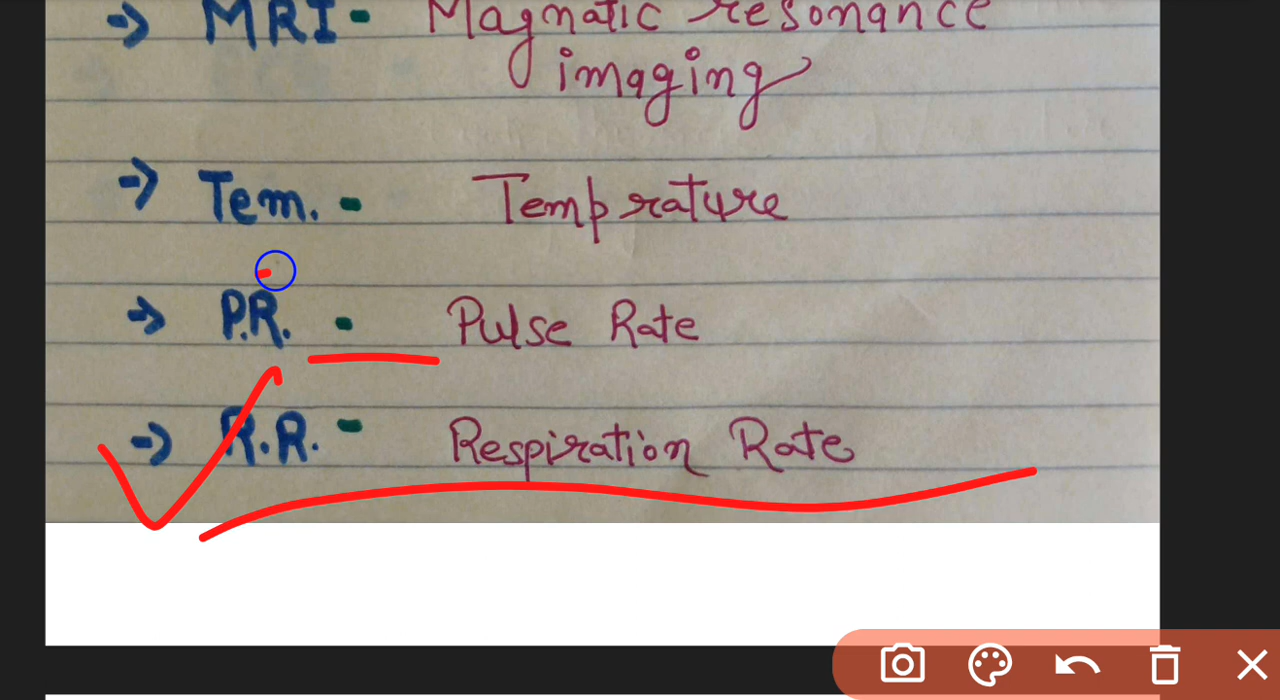 → MRI - Magnatic resonance
imaging
→ Tem. - Temprature
→ P.R. - Pulse Rate
→ R.R. - Respiration Rate